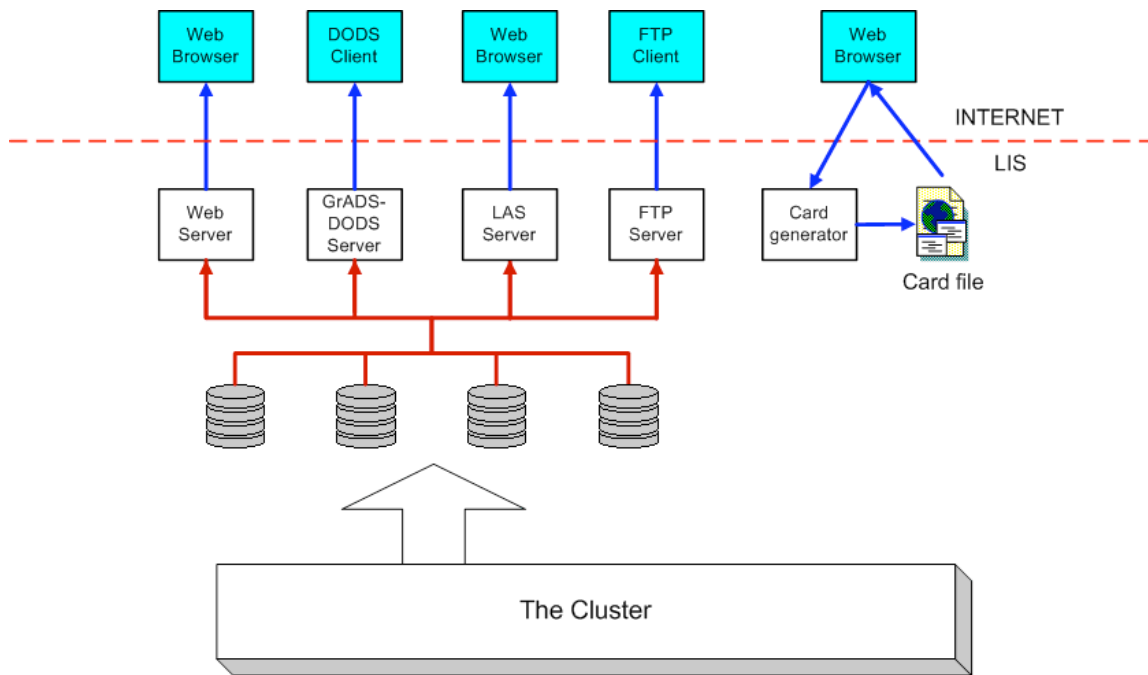 Web
Browser
DODS
Client
Web
Browser
FTP
Client
Web
Browser
INTERNET
LIS
Web
Server
GrADS-
DODS
Server
LAS
Server
FTP
Server
Card
generator
Card file
The Cluster